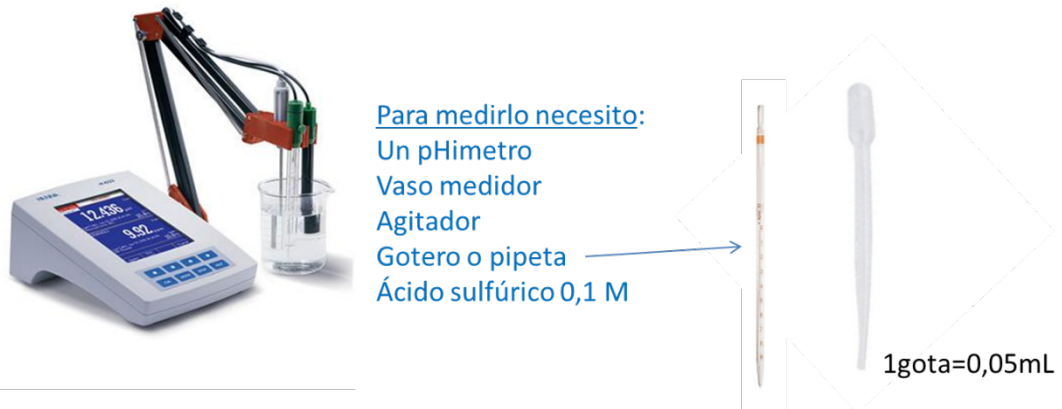 Para medirlo necesito:
Un pHimetro
Vaso medidor
Agitador
Gotero o pipeta
Ácido sulfúrico 0,1 M
12.436
9.92
1gota=0,05mL